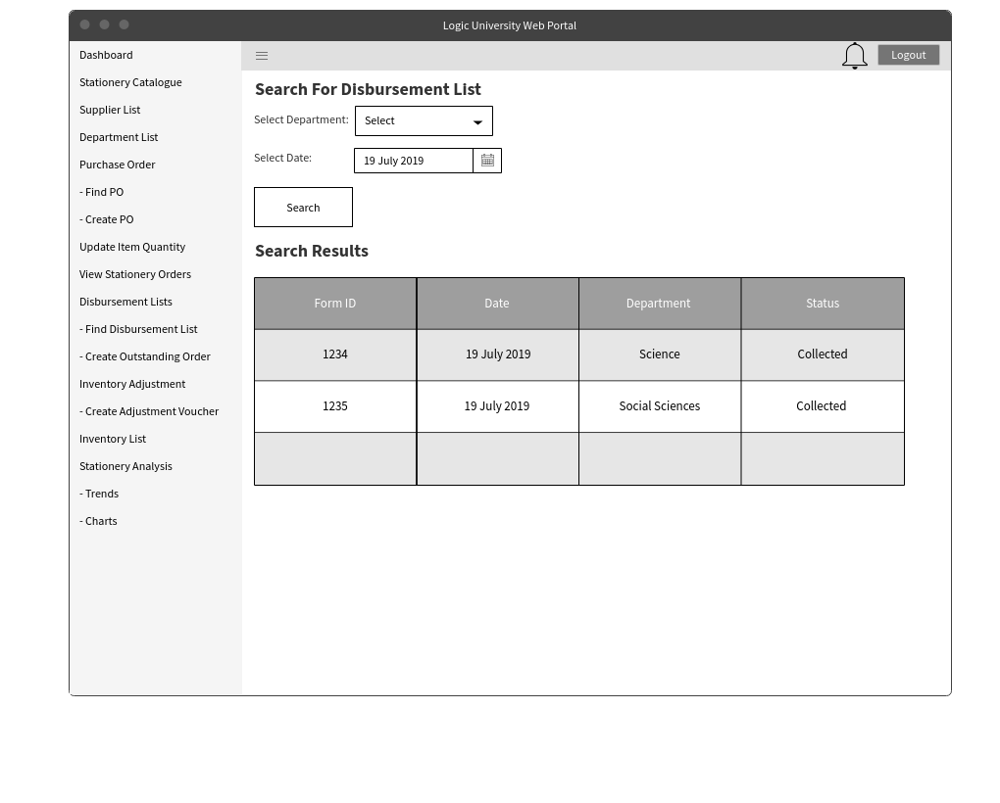 Logic University Web Portal
Dashboard
Logout
Stationery Catalogue
Supplier List
Department List
Purchase Order
- Find PO
- Create PO
Update Item Quantity
View Stationery Orders
Disbursement Lists
- Find Disbursement List
- Create Outstanding Order
Inventory Adjustment
- Create Adjustment Voucher
Inventory List
Stationery Analysis
- Trends
- Charts
Search For Disbursement List
Select Department: Select
Select Date: 19 July 2019
Search
Search Results
Form ID Date Department Status
1234 19 July 2019 Science Collected
1235 19 July 2019 Social Sciences Collected